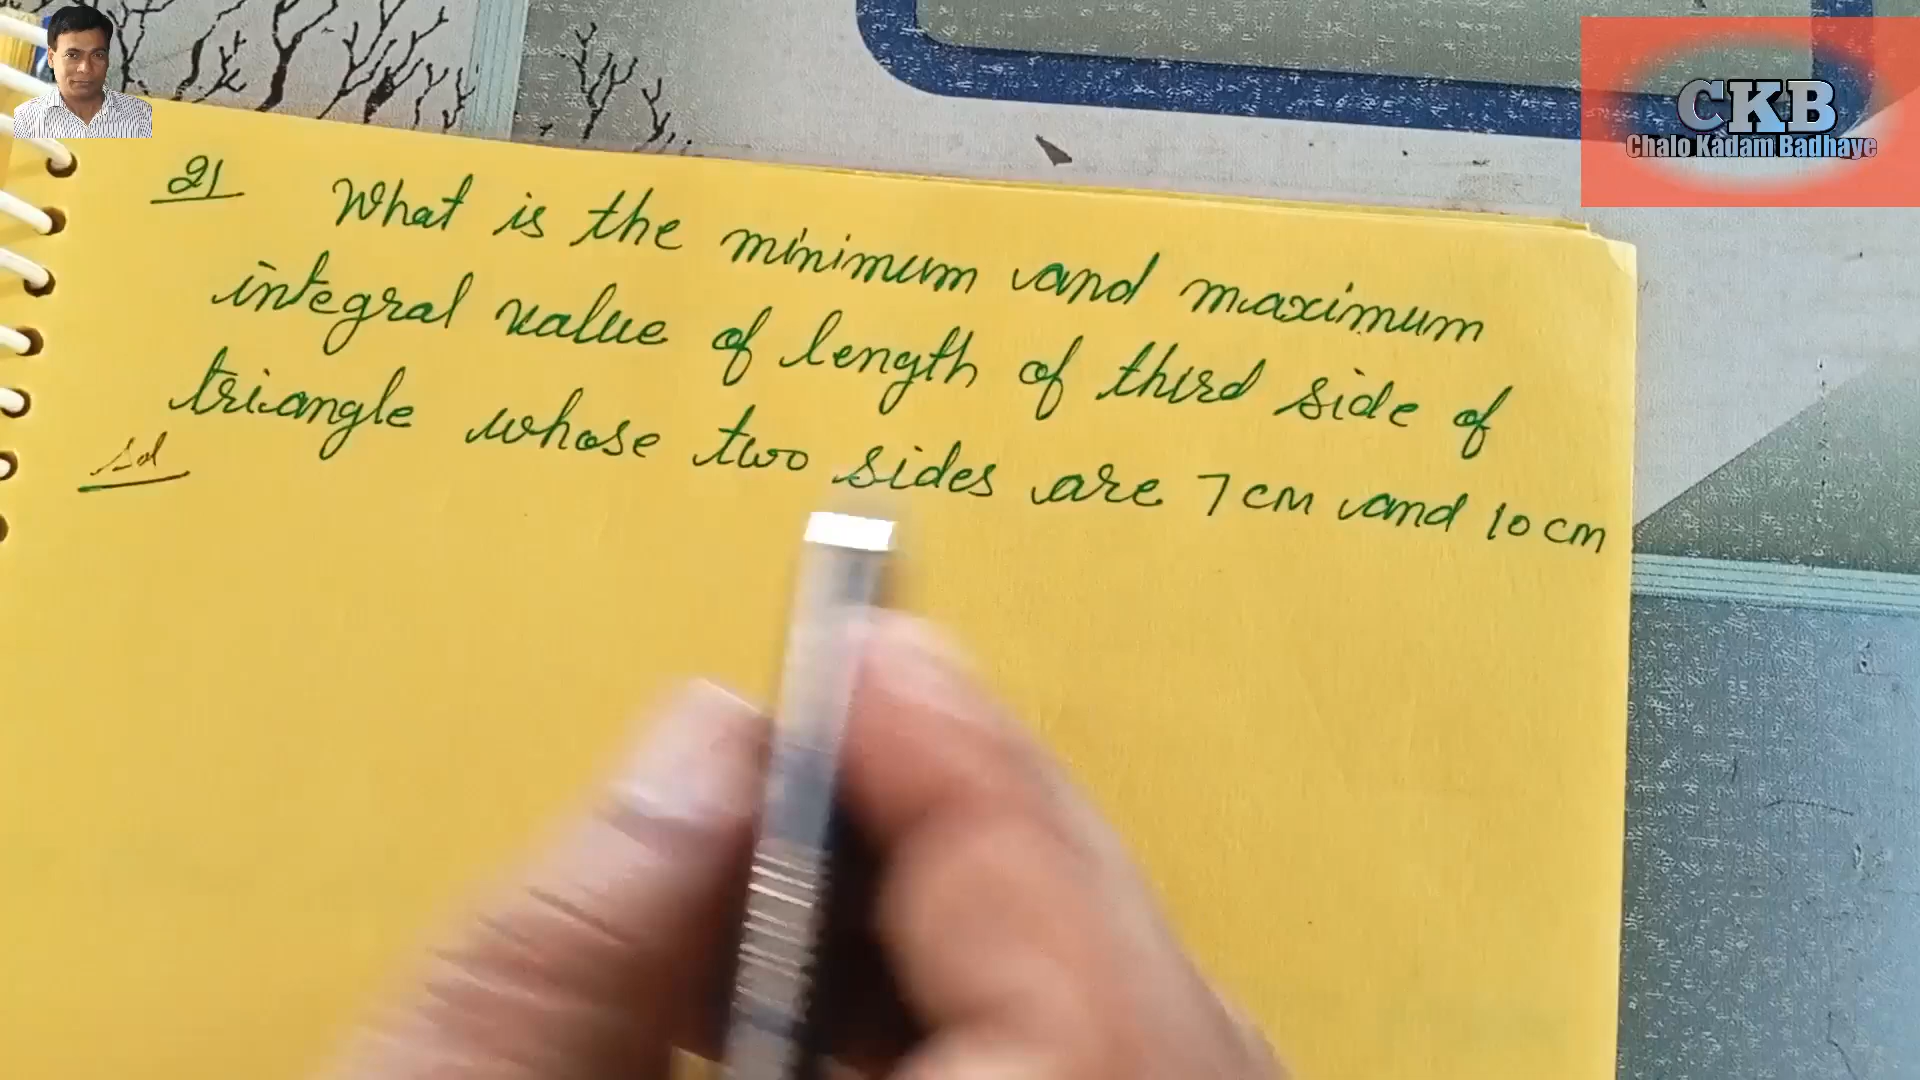 CKB
Chalo Kadam Badhaye
21 What is the minimum and maximum
integral value of length of third side of
triangle whose two sides are 7 cm and 10 cm
Sol